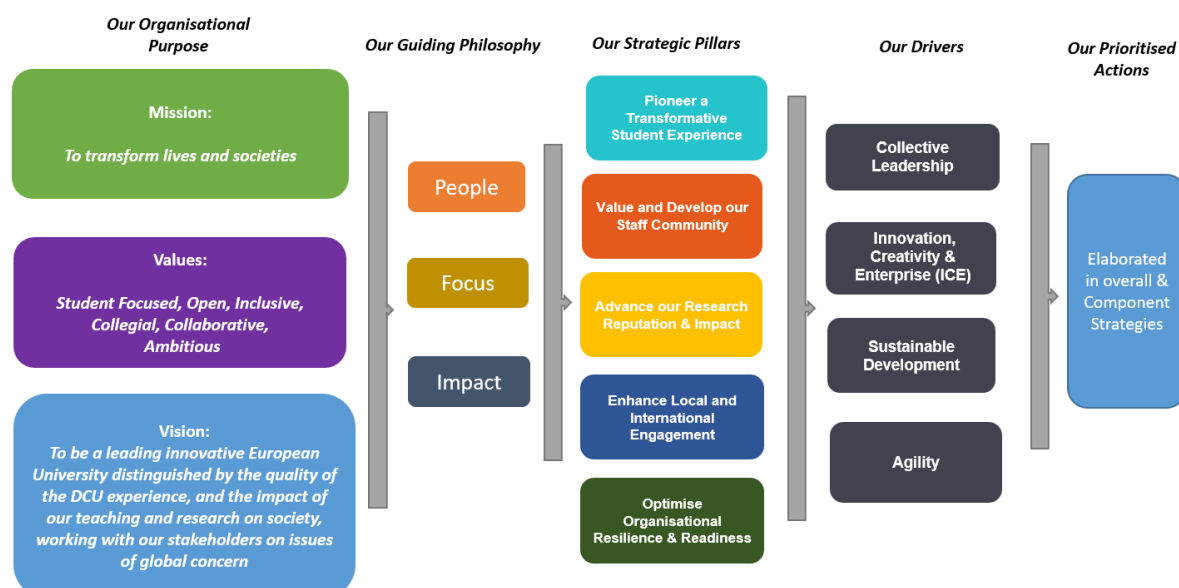 Our Organisational
Purpose
Mission:
To transform lives and societies
Values:
Student Focused, Open, Inclusive,
Collegial, Collaborative,
Ambitious
Vision:
To be a leading innovative European
University distinguished by the quality of
the DCU experience, and the impact of
our teaching and research on society,
working with our stakeholders on issues
of global concern
Our Guiding Philosophy
People
Focus
Impact
Our Strategic Pillars
Pioneer a
Transformative
Student Experience
Value and Develop our
Staff Community
Advance our Research
Reputation & Impact
Enhance Local and
International
Engagement
Optimise
Organisational
Resilience & Readiness
Our Drivers
Collective
Leadership
Innovation,
Creativity &
Enterprise (ICE)
Sustainable
Development
Agility
Our Prioritised
Actions
Elaborated
in overall &
Component
Strategies